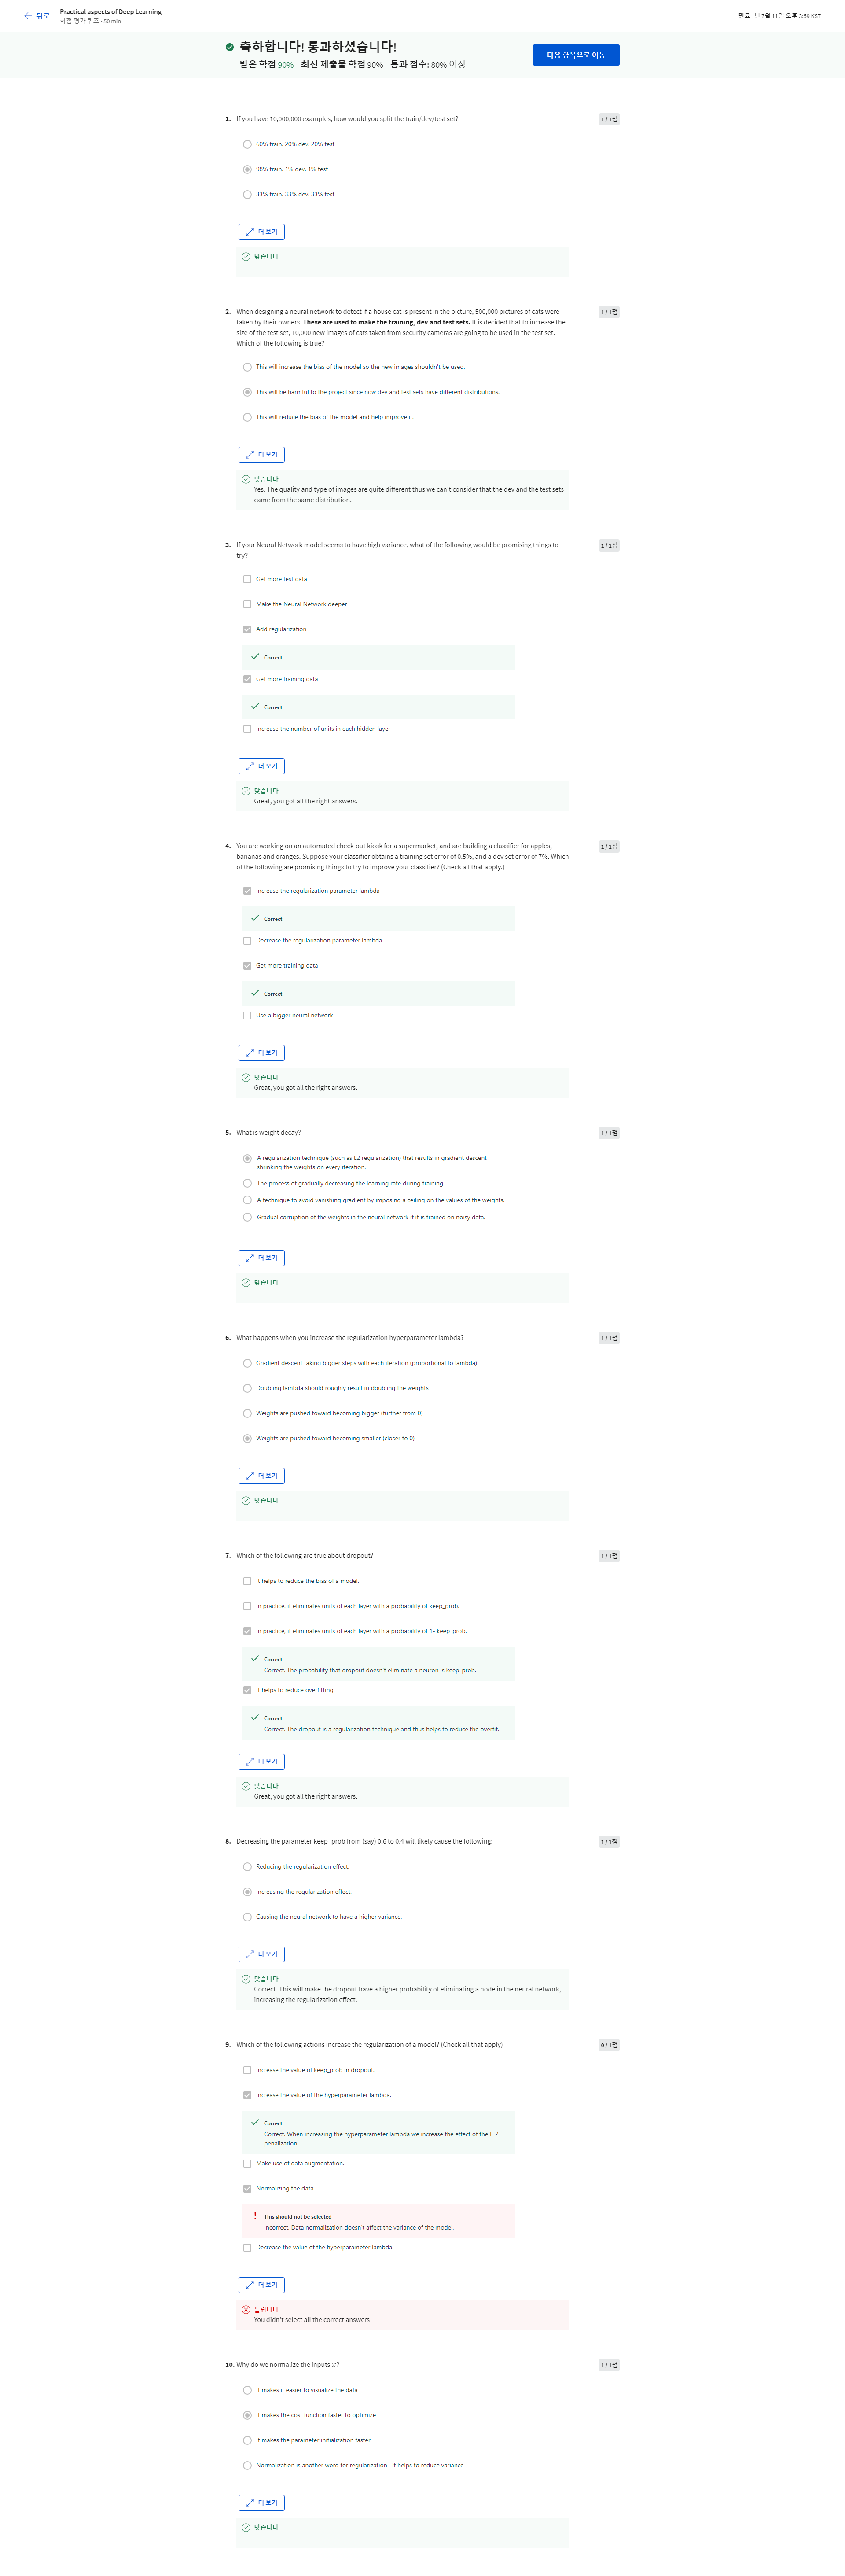 뒤로
Practical aspects of Deep Learning
학점 평가 퀴즈 • 50 min
만료 년 7월 11일 오후 3:59 KST
축하합니다! 통과하셨습니다!
받은 학점 90% 최신 제출물 학점 90% 통과 점수: 80% 이상
다음 항목으로 이동
1. If you have 10,000,000 examples, how would you split the train/dev/test set?
1 / 1점
60% train. 20% dev. 20% test
98% train. 1% dev. 1% test
33% train. 33% dev. 33% test
더 보기
맞습니다
2. When designing a neural network to detect if a house cat is present in the picture, 500,000 pictures of cats were
taken by their owners. These are used to make the training, dev and test sets. It is decided that to increase the
size of the test set, 10,000 new images of cats taken from security cameras are going to be used in the test set.
Which of the following is true?
1 / 1점
This will increase the bias of the model so the new images shouldn't be used.
This will be harmful to the project since now dev and test sets have different distributions.
This will reduce the bias of the model and help improve it.
더 보기
맞습니다
Yes. The quality and type of images are quite different thus we can't consider that the dev and the test sets
came from the same distribution.
3. If your Neural Network model seems to have high variance, what of the following would be promising things to
try?
1 / 1점
Get more test data
Make the Neural Network deeper
Add regularization
Correct
Get more training data
Correct
Increase the number of units in each hidden layer
더 보기
맞습니다
Great, you got all the right answers.
4. You are working on an automated check-out kiosk for a supermarket, and are building a classifier for apples,
bananas and oranges. Suppose your classifier obtains a training set error of 0.5%, and a dev set error of 7%. Which
of the following are promising things to try to improve your classifier? (Check all that apply.)
1 / 1점
Increase the regularization parameter lambda
Correct
Decrease the regularization parameter lambda
Get more training data
Correct
Use a bigger neural network
더 보기
맞습니다
Great, you got all the right answers.
5. What is weight decay?
1 / 1점
A regularization technique (such as L2 regularization) that results in gradient descent
shrinking the weights on every iteration.
The process of gradually decreasing the learning rate during training.
A technique to avoid vanishing gradient by imposing a ceiling on the values of the weights.
Gradual corruption of the weights in the neural network if it is trained on noisy data.
더 보기
맞습니다
6. What happens when you increase the regularization hyperparameter lambda?
1 / 1점
Gradient descent taking bigger steps with each iteration (proportional to lambda)
Doubling lambda should roughly result in doubling the weights
Weights are pushed toward becoming bigger (further from 0)
Weights are pushed toward becoming smaller (closer to 0)
더 보기
맞습니다
7. Which of the following are true about dropout?
1 / 1점
It helps to reduce the bias of a model.
In practice, it eliminates units of each layer with a probability of keep_prob.
In practice, it eliminates units of each layer with a probability of 1- keep_prob.
Correct
Correct. The probability that dropout doesn't eliminate a neuron is keep_prob.
It helps to reduce overfitting.
Correct
Correct. The dropout is a regularization technique and thus helps to reduce the overfit.
더 보기
맞습니다
Great, you got all the right answers.
8. Decreasing the parameter keep_prob from (say) 0.6 to 0.4 will likely cause the following:
1 / 1점
Reducing the regularization effect.
Increasing the regularization effect.
Causing the neural network to have a higher variance.
더 보기
맞습니다
Correct. This will make the dropout have a higher probability of eliminating a node in the neural network,
increasing the regularization effect.
9. Which of the following actions increase the regularization of a model? (Check all that apply)
0 / 1점
Increase the value of keep_prob in dropout.
Increase the value of the hyperparameter lambda.
Correct
Correct. When increasing the hyperparameter lambda we increase the effect of the L_2
penalization.
Make use of data augmentation.
Normalizing the data.
This should not be selected
Incorrect. Data normalization doesn't affect the variance of the model.
Decrease the value of the hyperparameter lambda.
더 보기
틀립니다
You didn't select all the correct answers
10. Why do we normalize the inputs x?
1 / 1점
It makes it easier to visualize the data
It makes the cost function faster to optimize
It makes the parameter initialization faster
Normalization is another word for regularization--It helps to reduce variance
더 보기
맞습니다